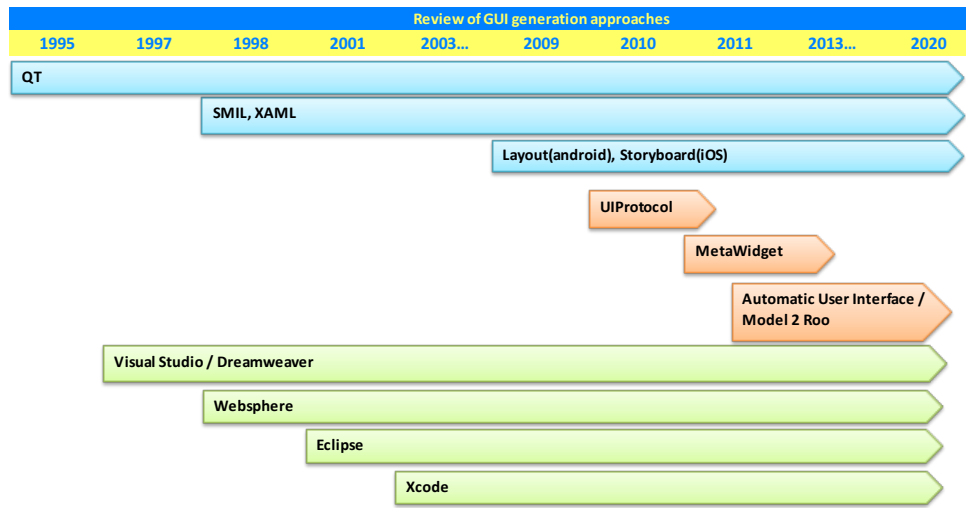 Review of GUI generation approaches
1995 1997 1998 2001 2003... 2009 2010 2011 2013... 2020
QT
SMIL, XAML
Layout(android), Storyboard(iOS)
UIProtocol
MetaWidget
Automatic User Interface /
Model 2 Roo
Visual Studio / Dreamweaver
Websphere
Eclipse
Xcode